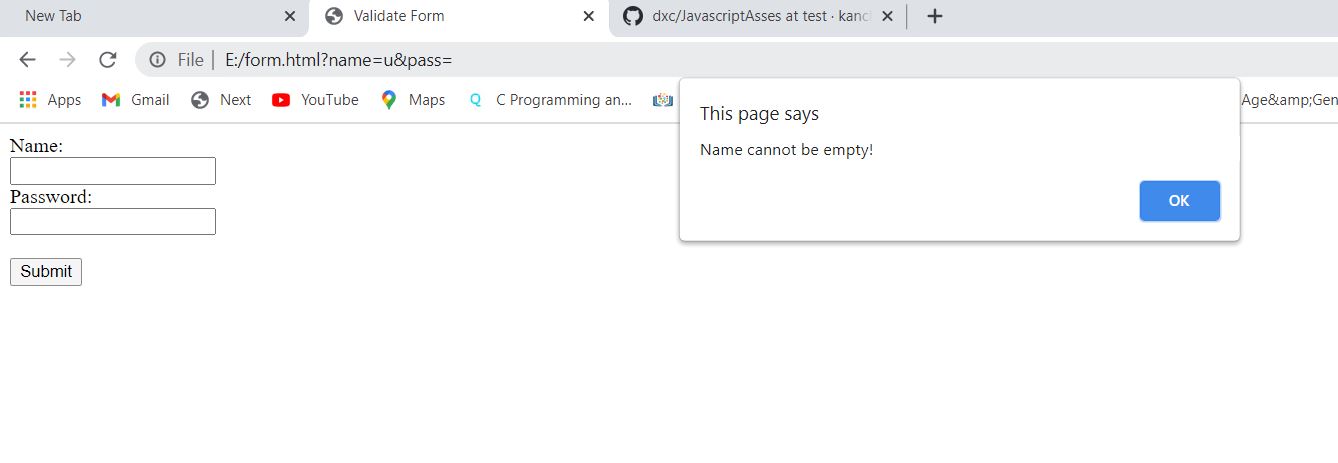 New Tab
Validate Form
dxc/JavascriptAsses at test · kanc
File
E:/form.html?name=u&pass=
Apps
Gmail
Next
YouTube
Maps
Q
C Programming an...
Age&amp;Gen
This page says
Name cannot be empty!
OK
Name:
Password:
Submit